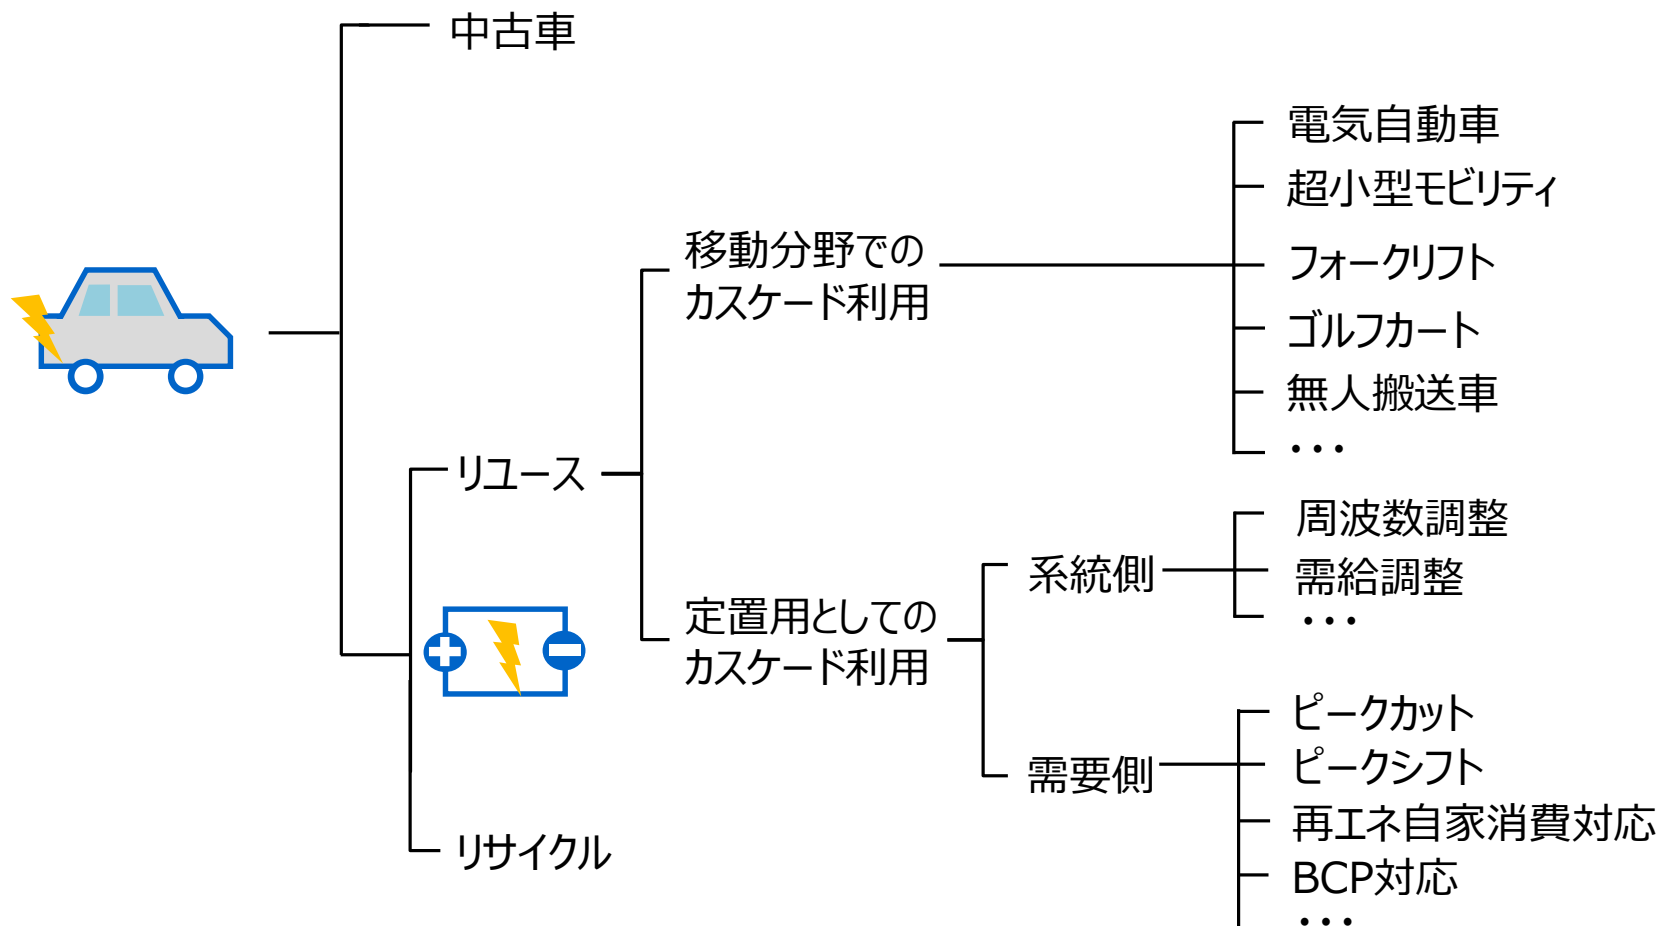 中古車
電気自動車
超小型モビリティ
移動分野での
カスケード利用
フォークリフト
ゴルフカート
無人搬送車
・・・
リユース
周波数調整
系統側
需給調整
・・・
定置用としての
カスケード利用
ピークカット
需要側
ピークシフト
再エネ自家消費対応
リサイクル
BCP対応
・・・